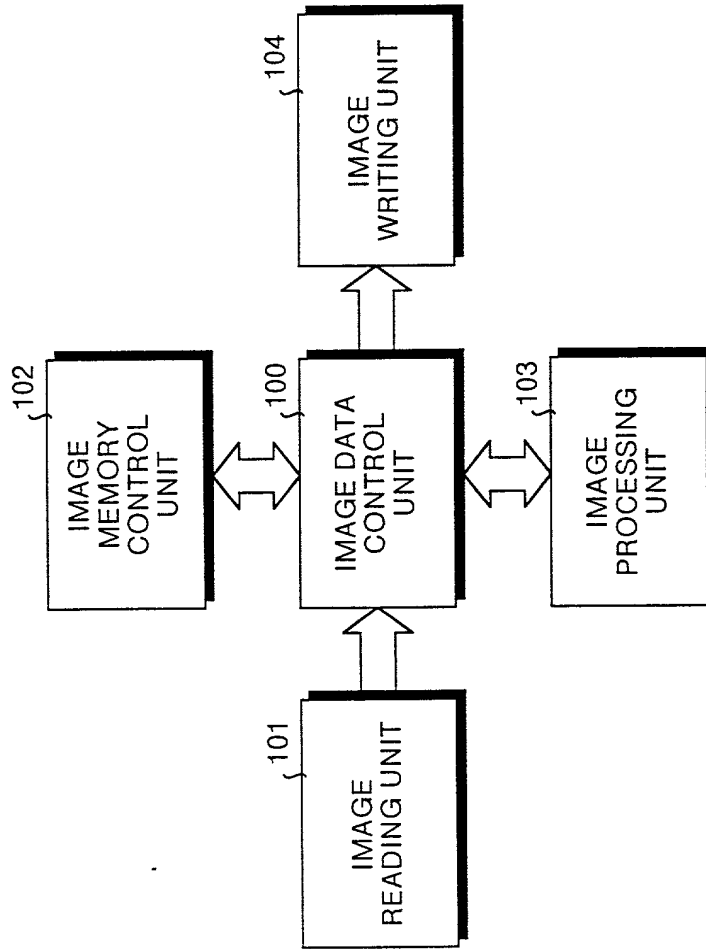 102
IMAGE
MEMORY
CONTROL
UNIT
101
IMAGE
READING UNIT
100
IMAGE DATA
CONTROL
UNIT
104
IMAGE
WRITING UNIT
103
IMAGE
PROCESSING
UNIT